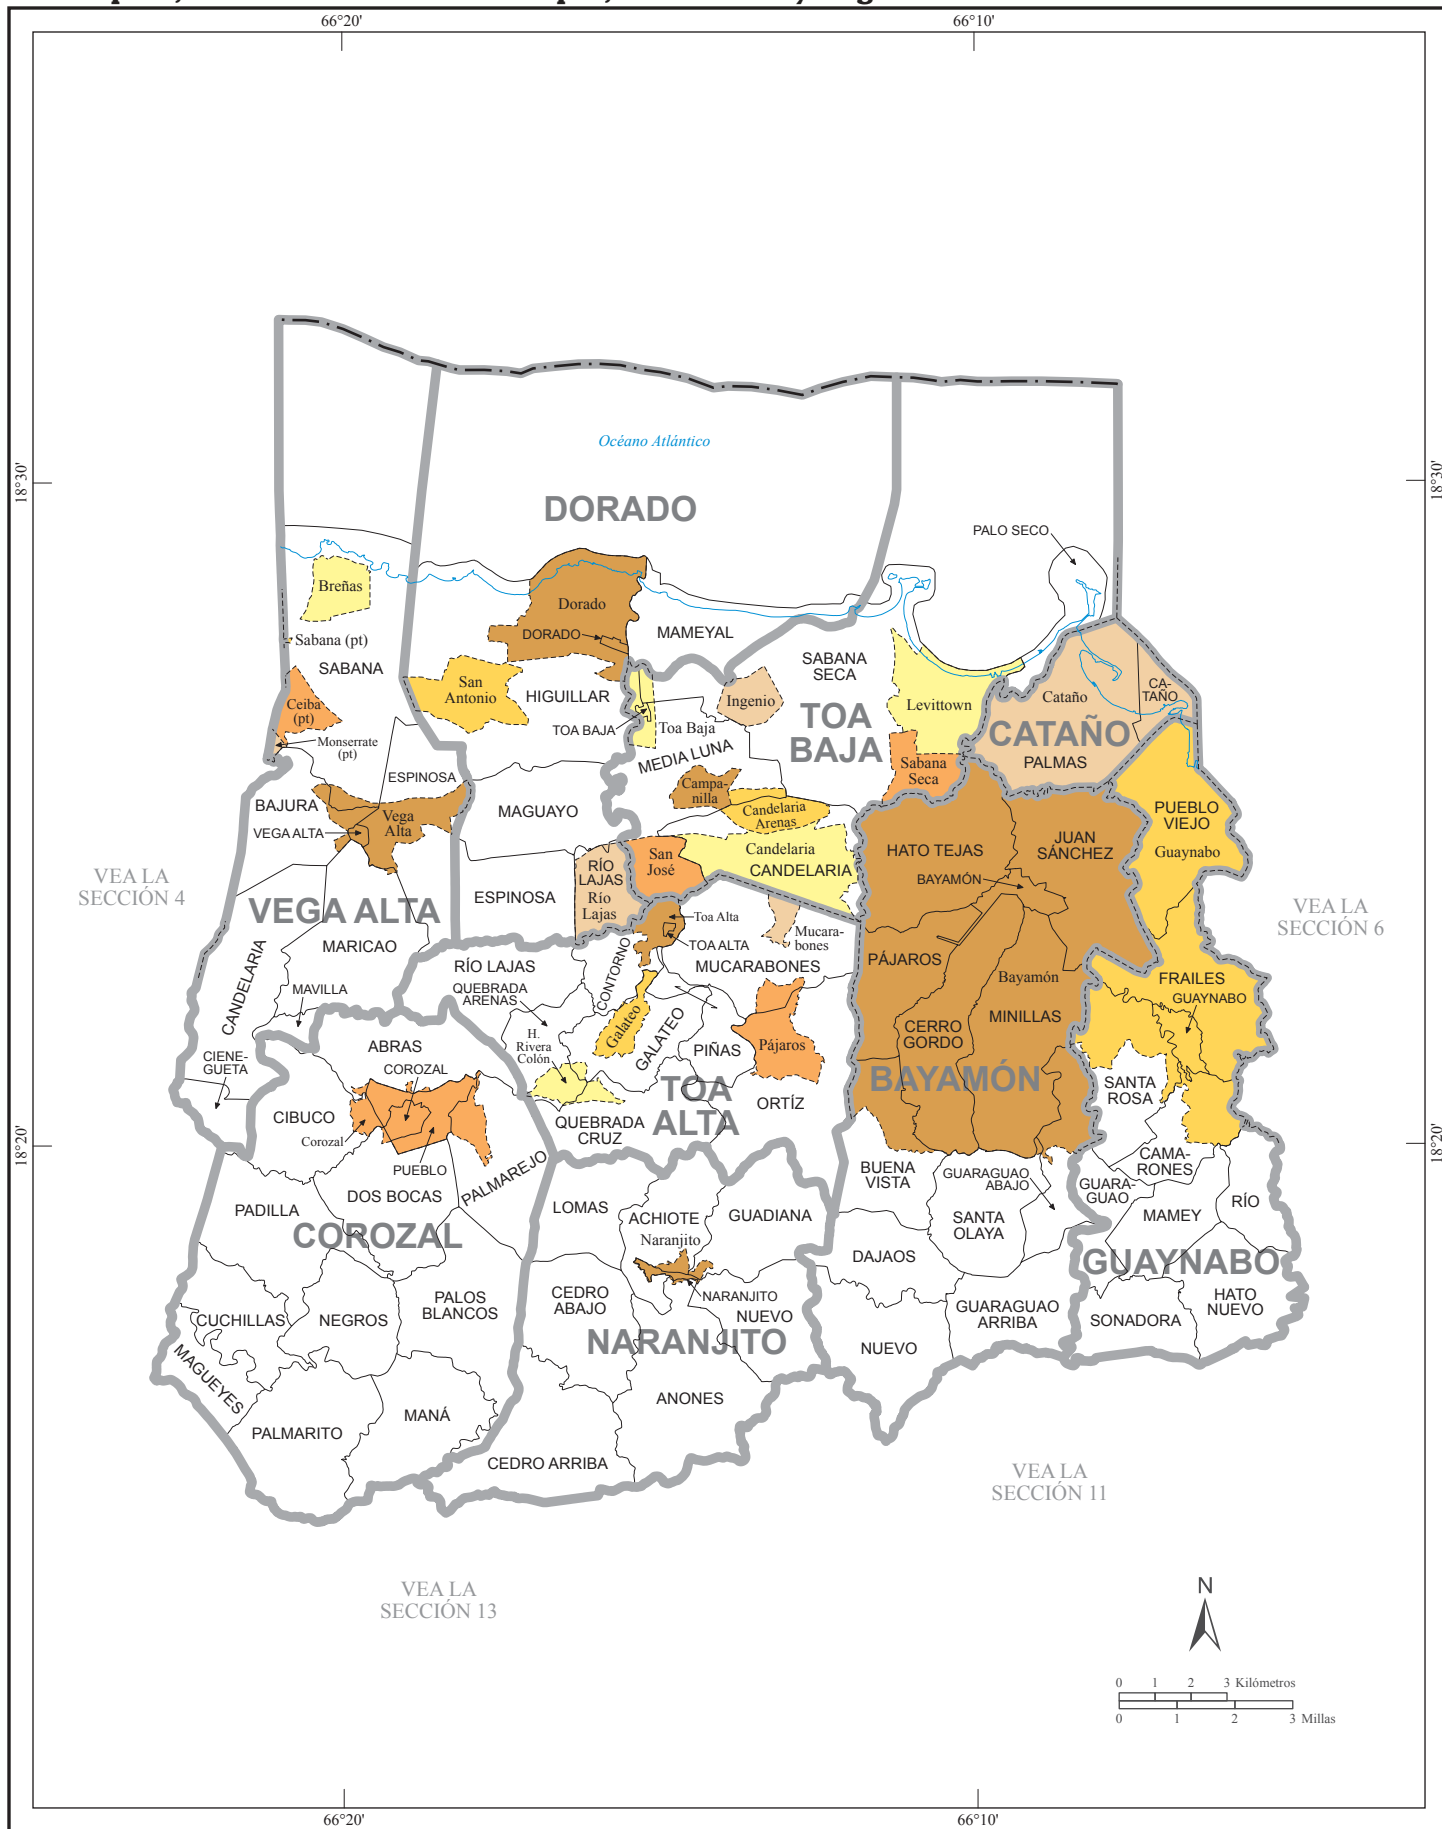 66°20'
66°10'
18°30'
18°30'
Océano Atlántico
DORADO
PALO SECO
Breñas
Dorado
DORADO
MAMEYAL
Sabana (pt)
SABANA
SABANA
SECA
San
Antonio
HIGUILLAR
Ingenio
Levittown
Cataño
CA-
TAÑO
Ceiba
(pt)
TOA BAJA
Toa Baja
TOA
BAJA
CATAÑO
Monserrate
(pt)
MEDIA LUNA
PALMAS
Sabana
Seca
ESPINOSA
Campa-
nilla
BAJURA
Vega
Alta
VEGA ALTA
MAGUAYO
Candelaria
Arenas
PUEBLO
VIEJO
HATO TEJAS
JUAN
SÁNCHEZ
Guaynabo
San
José
Candelaria
CANDELARIA
RÍO
LAJAS
Río
Lajas
BAYAMÓN
VEA LA
SECCIÓN 4
ESPINOSA
VEGA ALTA
Toa Alta
TOA ALTA
Mucara-
bones
VEA LA
SECCIÓN 6
MARICAO
CANDELARIA
CONTORNO
RÍO LAJAS
MUCARABONES
PÁJAROS
Bayamón
FRAILES
GUAYNABO
QUEBRADA
ARENAS
MAVILLA
Galateo
GALATEO
H.
Rivera
Colón
PIÑAS
Pájaros
CERRO
GORDO
MINILLAS
ABRAS
CIENE-
GUETA
COROZAL
TOA
ALTA
BAYAMÓN
SANTA
ROSA
CIBUCO
Corozal
ORTÍZ
QUEBRADA
CRUZ
18°20'
18°20'
PUEBLO
PALMAREJO
BUENA
VISTA
GUARAGUAO
ABAJO
CAMA-
RONES
GUARA-
GUAO
RÍO
DOS BOCAS
PADILLA
LOMAS
ACHIOTE
GUADIANA
SANTA
OLAYA
MAMEY
COROZAL
Naranjito
DAJAOS
GUAYNABO
CEDRO
ABAJO
NARANJITO
NUEVO
HATO
NUEVO
PALOS
BLANCOS
CUCHILLAS
NEGROS
GUARAGUAO
ARRIBA
SONADORA
NARANJITO
NUEVO
MAGUEYES
ANONES
PALMARITO
MANÁ
CEDRO ARRIBA
VEA LA
SECCIÓN 11
VEA LA
SECCIÓN 13
N
0 1 2 3 Kilómetros
0 1 2 3 Millas
66°20'
66°10'